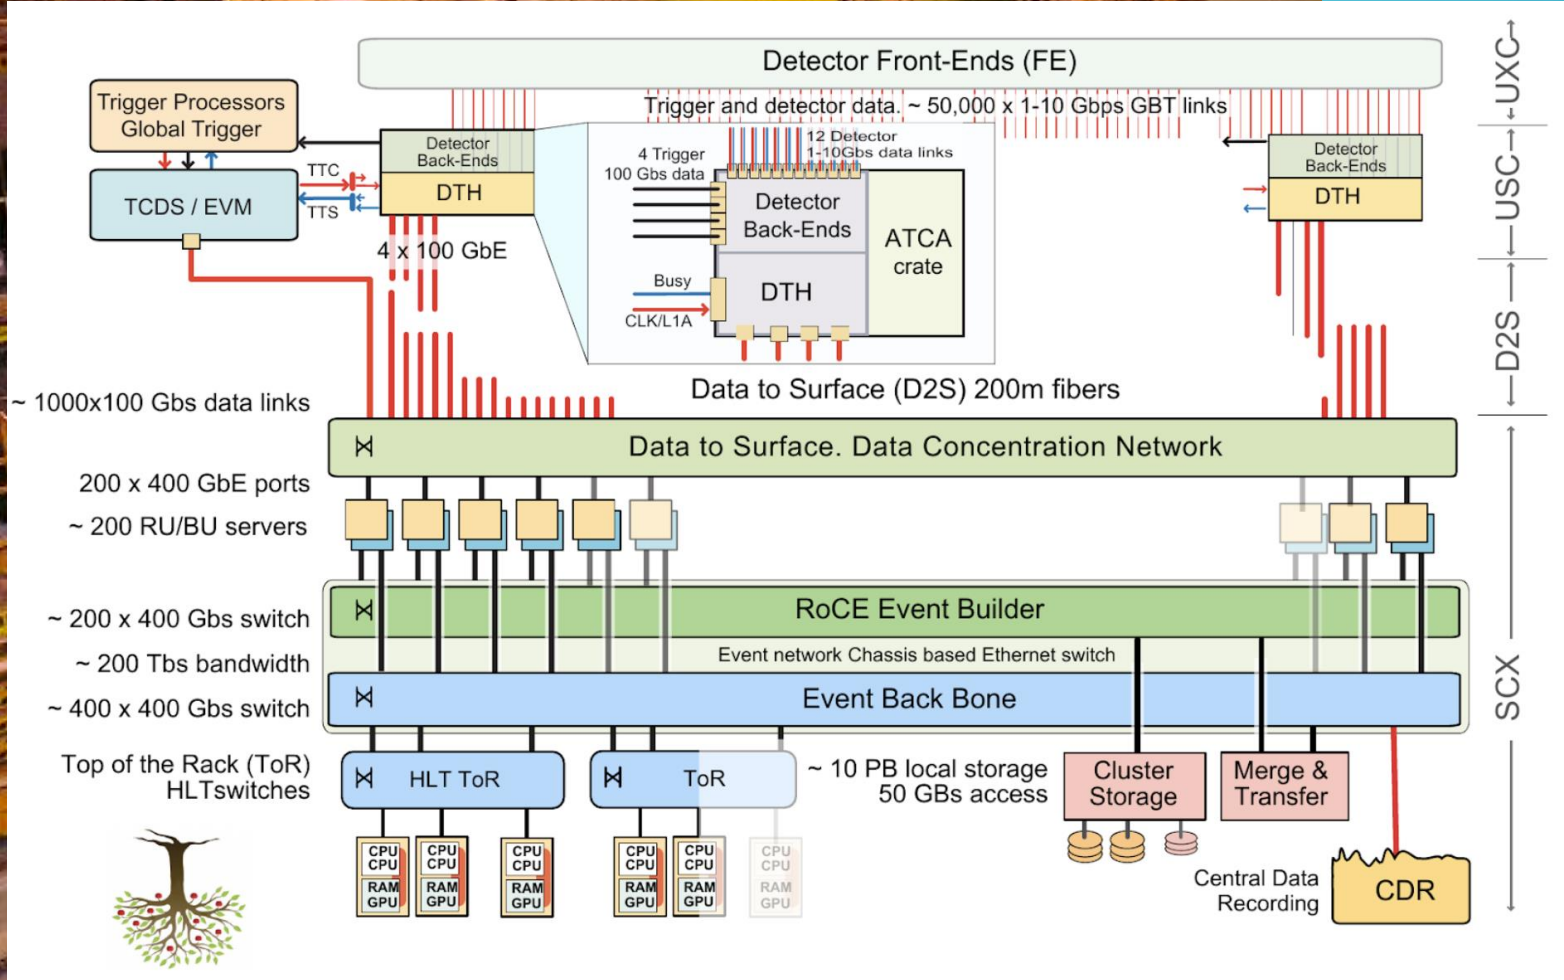 Detector Front-Ends (FE)
Trigger and detector data. ~ 50,000 x 1-10 Gbps GBT links
UXC
Trigger Processors
Global Trigger
TCDS / EVM
TTC
TTS
Detector
Back-Ends
DTH
4 x 100 GbE
4 Trigger
100 Gbs data
12 Detector
1-10Gbs data links
Detector
Back-Ends
DTH
ATCA
crate
Busy
CLK/L1A
Detector
Back-Ends
DTH
USC
D2S
Data to Surface (D2S) 200m fibers
~ 1000x100 Gbs data links
Data to Surface. Data Concentration Network
200 x 400 GbE ports
~ 200 RU/BU servers
~ 200 x 400 Gbs switch
RoCE Event Builder
~ 200 Tbs bandwidth
Event network Chassis based Ethernet switch
~ 400 x 400 Gbs switch
Event Back Bone
SCX
Top of the Rack (ToR)
HLTswitches
HLT ToR
ToR
~ 10 PB local storage
50 GBs access
Cluster
Storage
Merge &
Transfer
CPU
CPU
RAM
GPU
CPU
CPU
RAM
GPU
CPU
CPU
RAM
GPU
CPU
CPU
RAM
GPU
CPU
CPU
RAM
GPU
CPU
CPU
RAM
GPU
Central Data
Recording
CDR